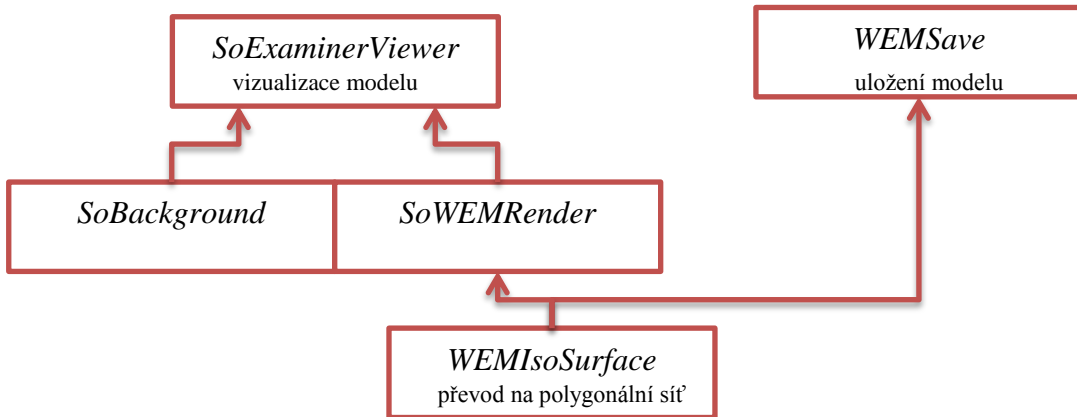 SoExaminerViewer
vizualizace modelu
WEMSave
uložení modelu
SoBackground
SoWEMRender
WEMIsoSurface
převod na polygonální síť